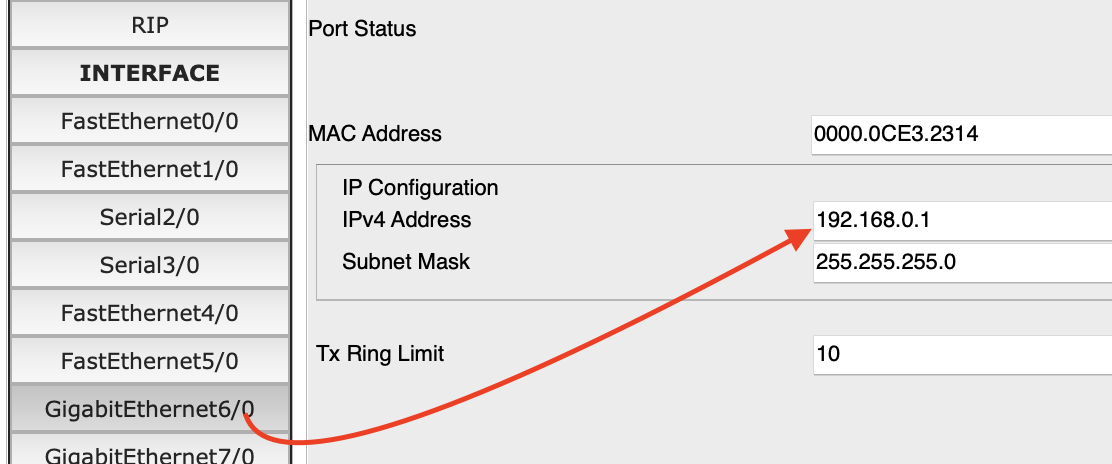 RIP
INTERFACE
FastEthernet0/0
FastEthernet1/0
Serial2/0
Serial3/0
FastEthernet4/0
FastEthernet5/0
GigabitEthernet6/0
GigabitEthernet7/0
Port Status
MAC Address 0000.0CE3.2314
IP Configuration
IPv4 Address 192.168.0.1
Subnet Mask 255.255.255.0
Tx Ring Limit 10